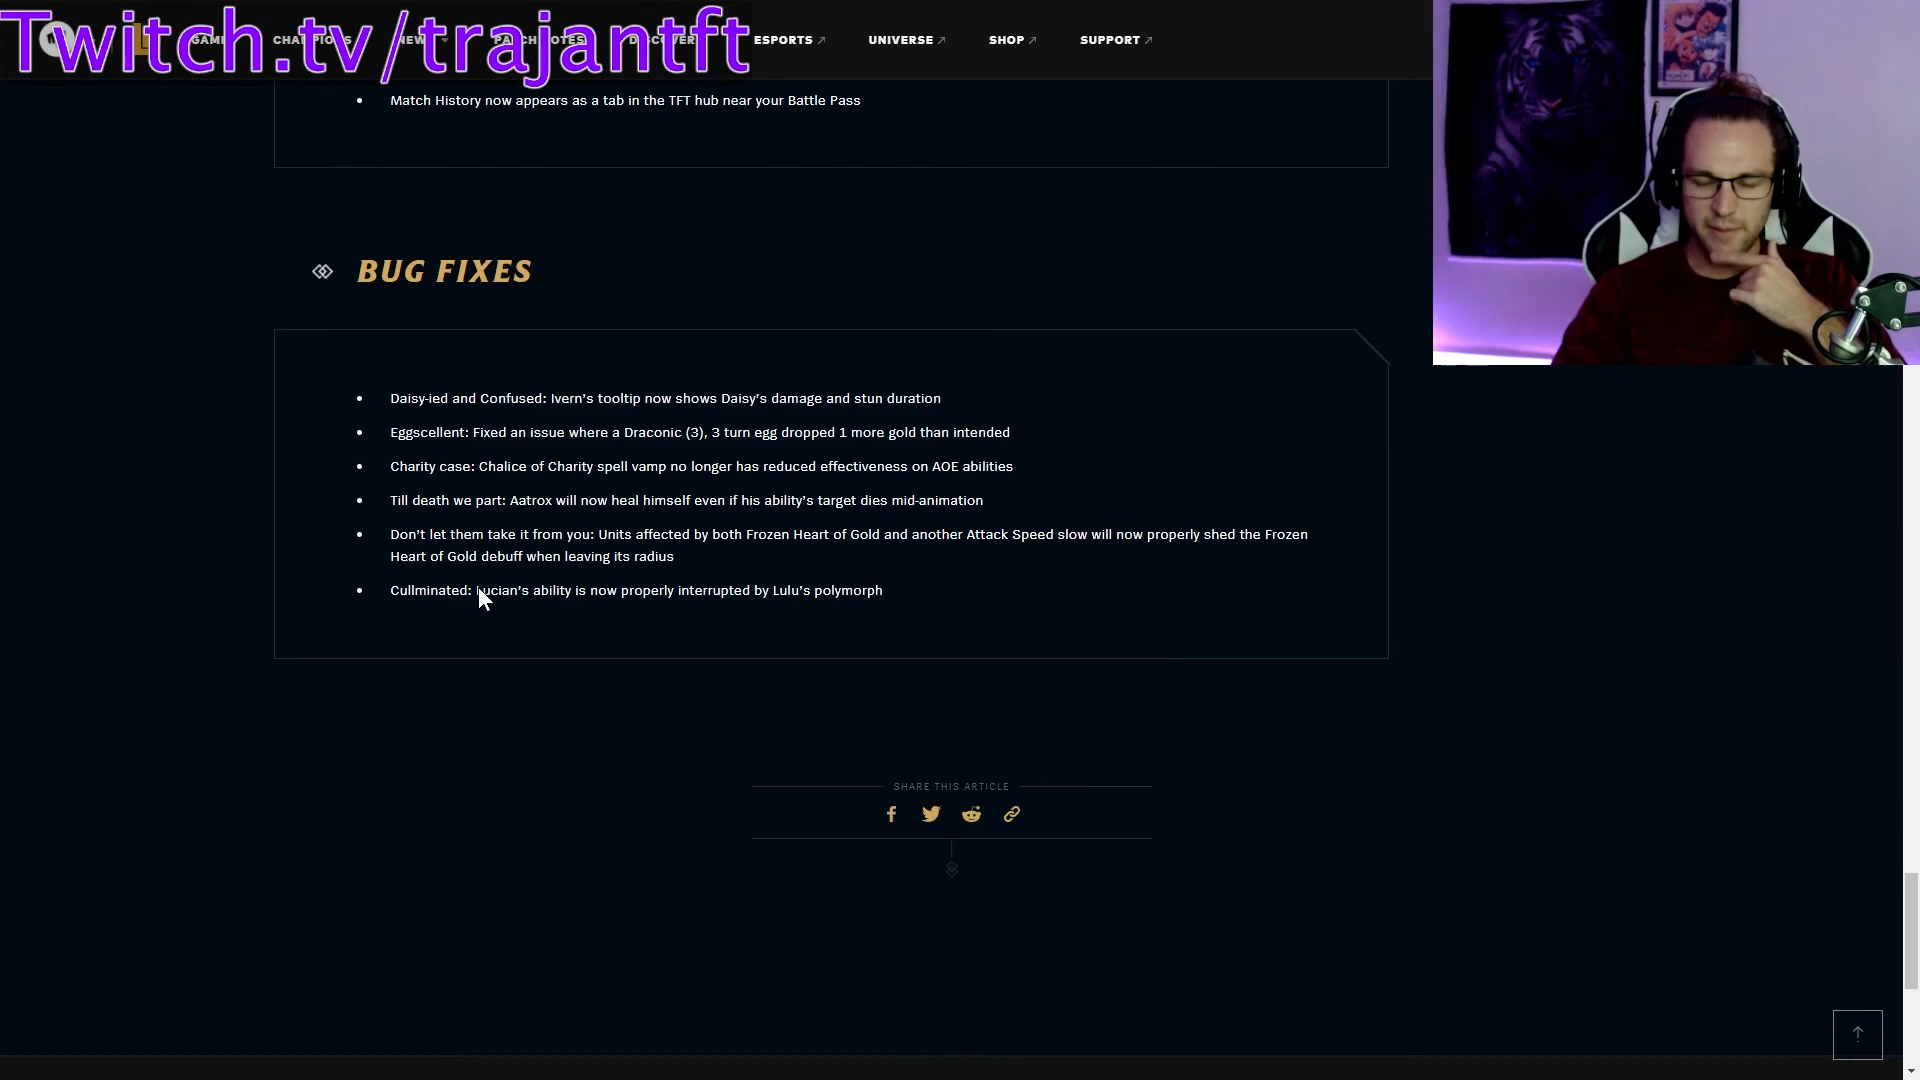 Twitch.tv/trajantft
ESPORTS
UNIVERSE
SHOP
SUPPORT
Match History now appears as a tab in the TFT hub near your Battle Pass
BUG FIXES
Daisy-ied and Confused: Ivern’s tooltip now shows Daisy’s damage and stun duration
Eggscellent: Fixed an issue where a Draconic (3), 3 turn egg dropped 1 more gold than intended
Charity case: Chalice of Charity spell vamp no longer has reduced effectiveness on AOE abilities
Till death we part: Aatrox will now heal himself even if his ability’s target dies mid-animation
Don’t let them take it from you: Units affected by both Frozen Heart of Gold and another Attack Speed slow will now properly shed the Frozen
Heart of Gold debuff when leaving its radius
Cullminated: Lucian’s ability is now properly interrupted by Lulu’s polymorph
SHARE THIS ARTICLE